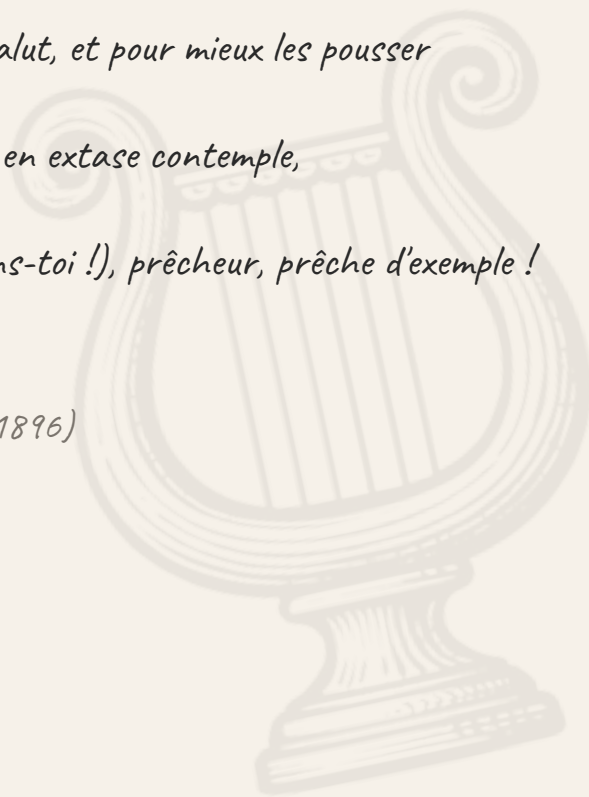 alut, et pour mieux les pousser
en extase contemple,
ns-toi !), prêcheur, prêche d'exemple !
1896)